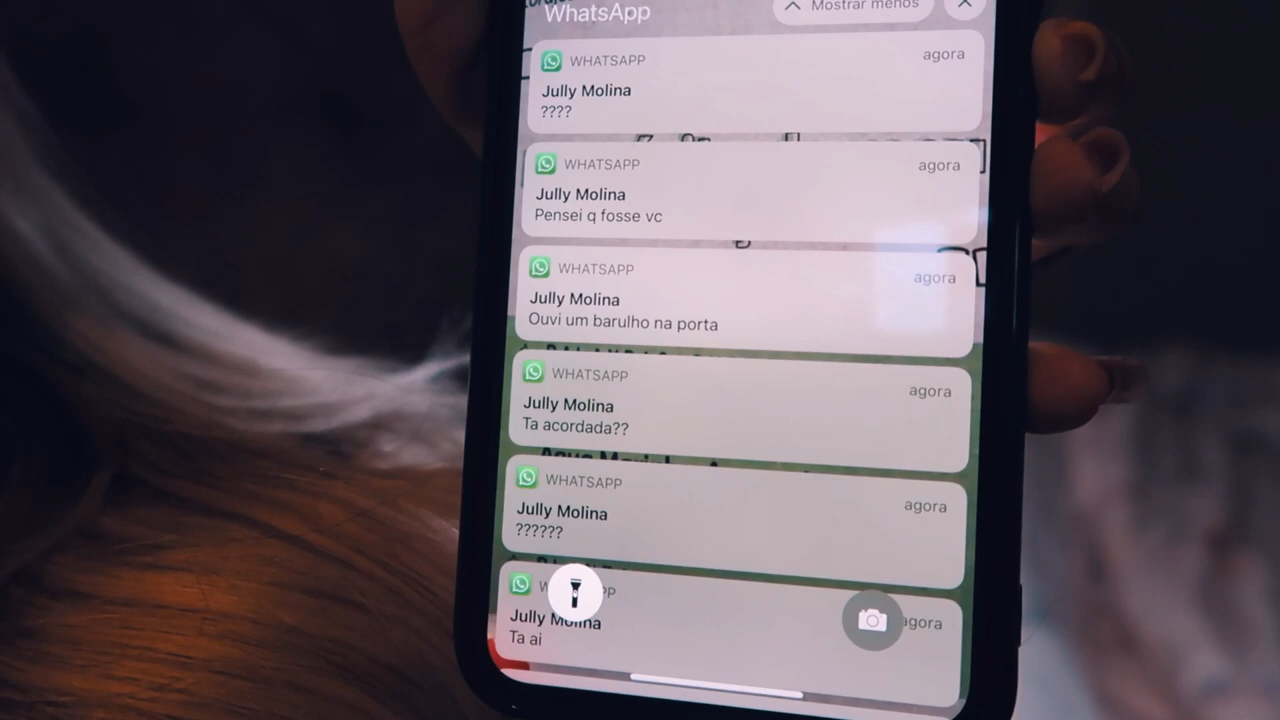 WhatsApp
Mostrar menos
WHATSAPP
agora
Jully Molina
????
WHATSAPP
agora
Jully Molina
Pensei q fosse vc
WHATSAPP
agora
Jully Molina
Ouvi um barulho na porta
WHATSAPP
agora
Jully Molina
Ta acordada??
WHATSAPP
agora
Jully Molina
??????
agora
Jully Molina
Ta ai